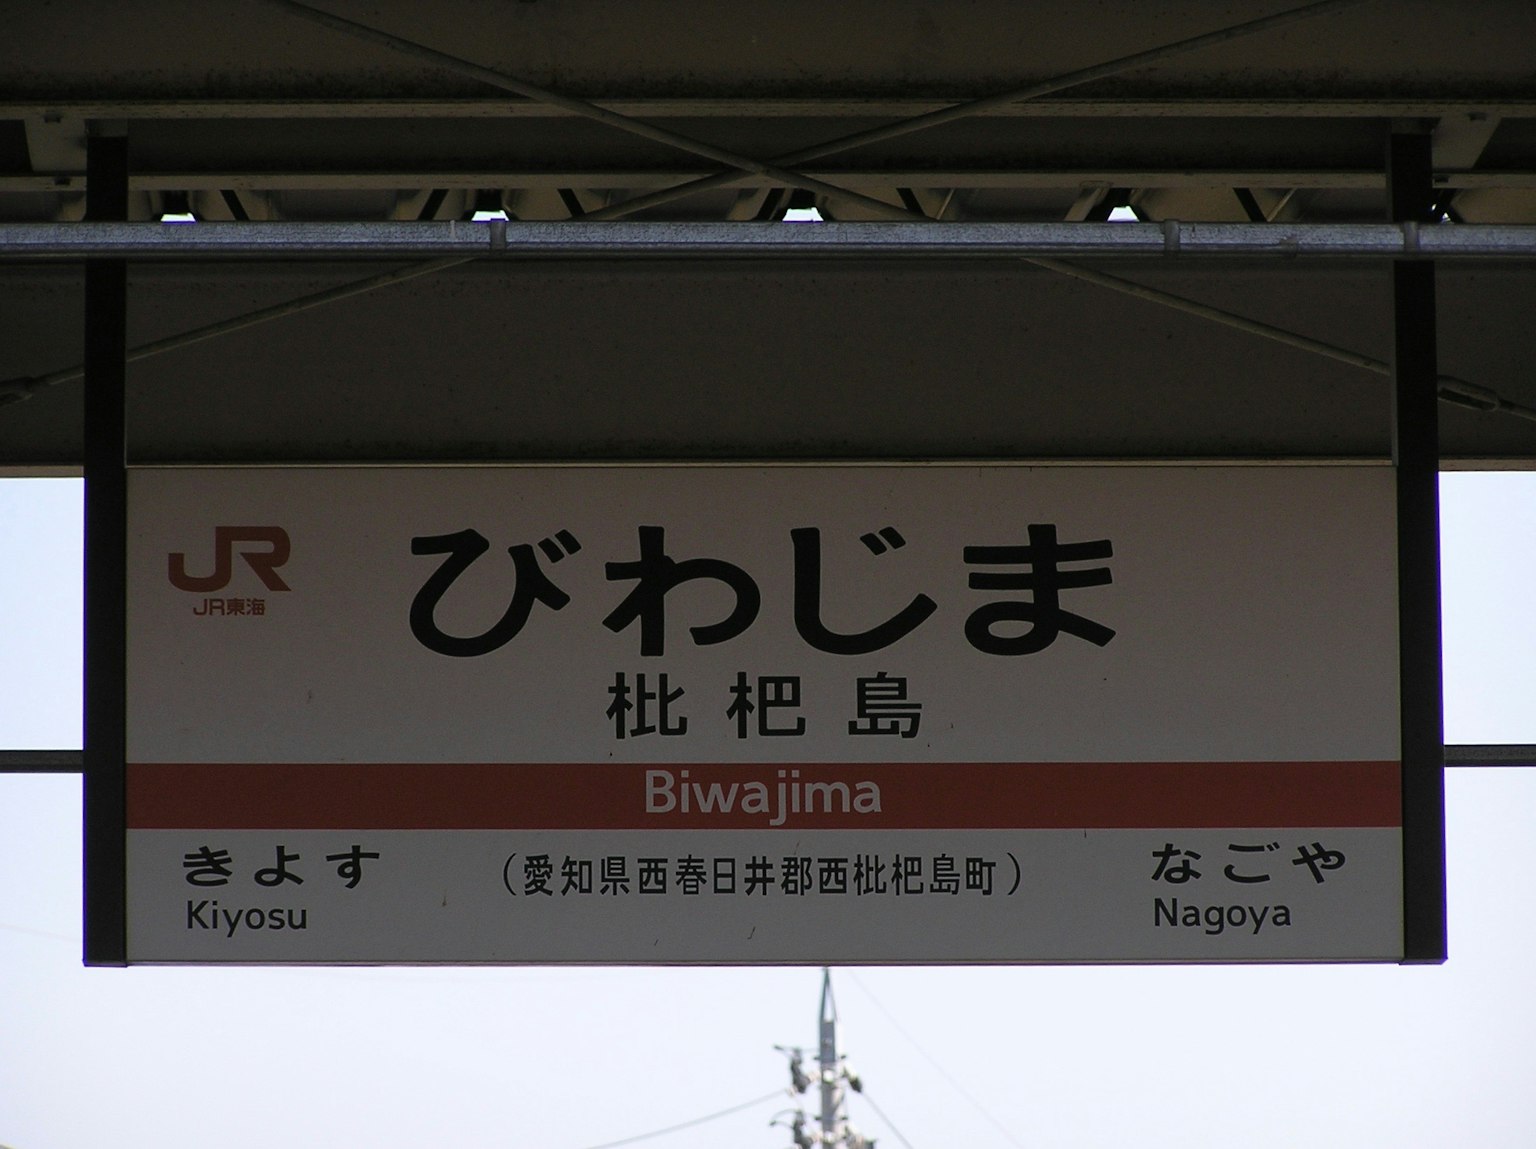 JR
JR東海
びわじま
枇杷島
Biwajima
きよす
Kiyosu
（愛知県西春日井郡西枇杷島町）
なごや
Nagoya